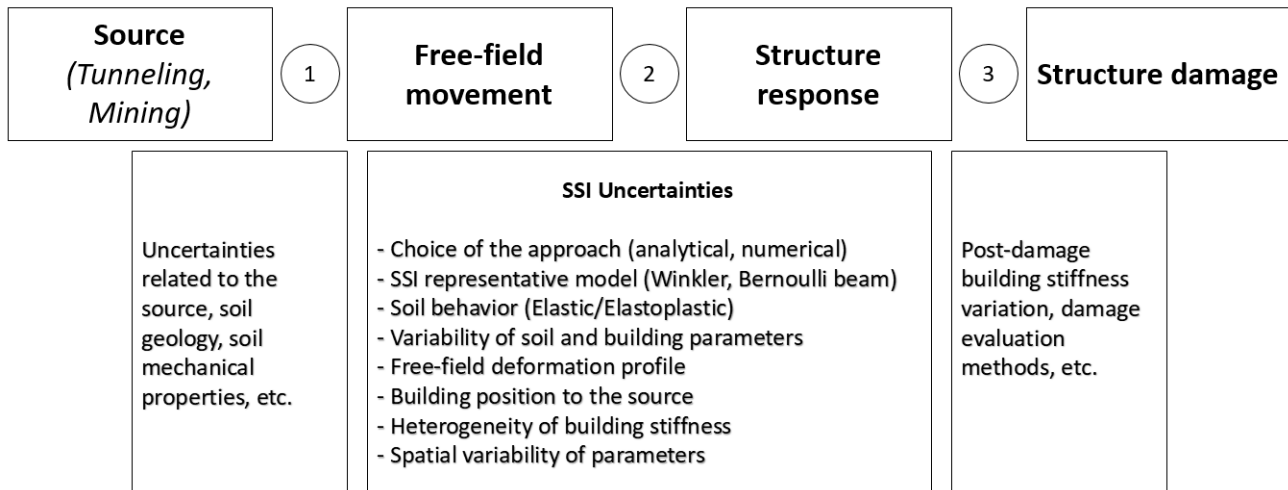 Source
(Tunneling,
Mining)
1
Free-field
movement
2
Structure
response
3
Structure damage
Uncertainties
related to the
source, soil
geology, soil
mechanical
properties, etc.
SSI Uncertainties
- Choice of the approach (analytical, numerical)
- SSI representative model (Winkler, Bernoulli beam)
- Soil behavior (Elastic/Elastoplastic)
- Variability of soil and building parameters
- Free-field deformation profile
- Building position to the source
- Heterogeneity of building stiffness
- Spatial variability of parameters
Post-damage
building stiffness
variation, damage
evaluation
methods, etc.